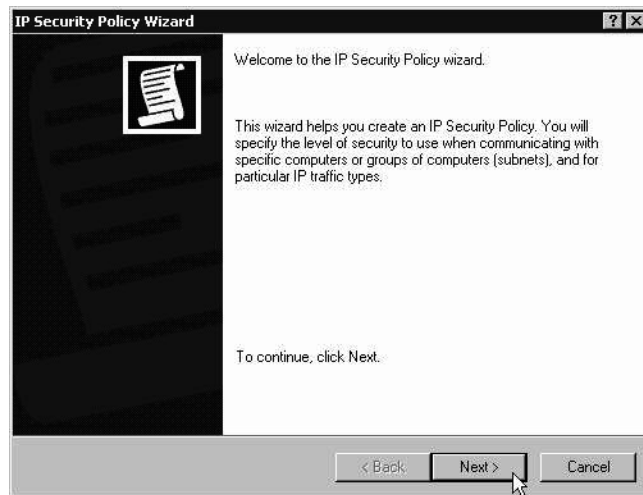 IP Security Policy Wizard
Welcome to the IP Security Policy wizard.
This wizard helps you create an IP Security Policy. You will
specify the level of security to use when communicating with
specific computers or groups of computers (subnets), and for
particular IP traffic types.
To continue, click Next.
< Back
Next >
Cancel